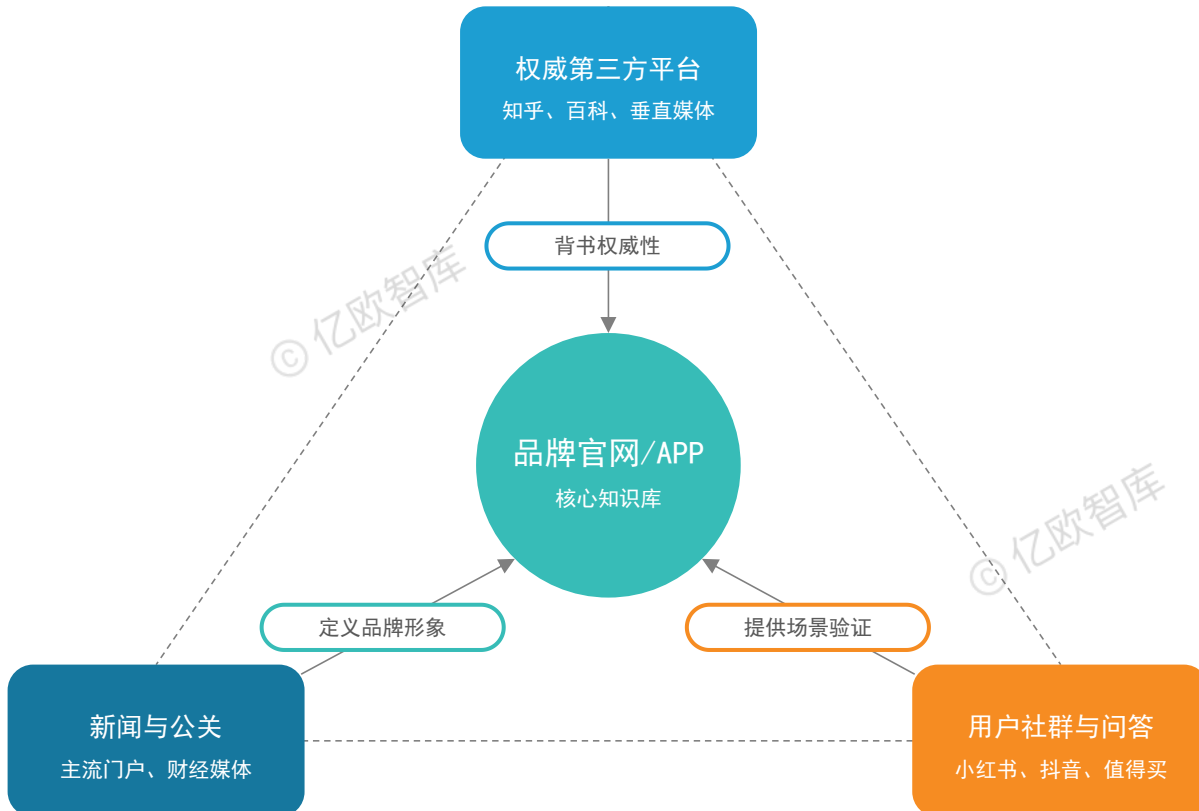 权威第三方平台
知乎、百科、垂直媒体
背书权威性
© 亿欧智库
品牌官网/APP
核心知识库
© 亿欧智库
定义品牌形象
提供场景验证
新闻与公关
主流门户、财经媒体
用户社群与问答
小红书、抖音、值得买